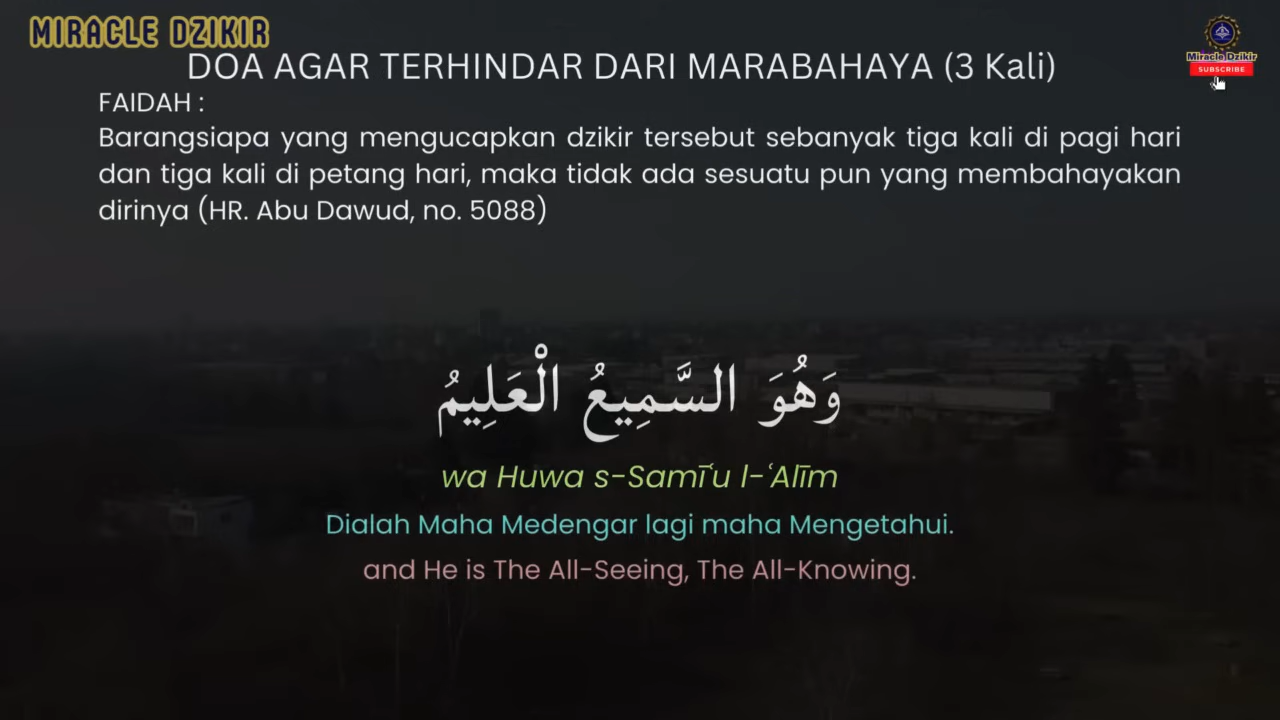 MIRACLE DZIKIR
Miracle Dzikir
SUBSCRIBE
DOA AGAR TERHINDAR DARI MARABAHAYA (3 Kali)
FAIDAH :
Barangsiapa yang mengucapkan dzikir tersebut sebanyak tiga kali di pagi hari
dan tiga kali di petang hari, maka tidak ada sesuatu pun yang membahayakan
dirinya (HR. Abu Dawud, no. 5088)
وَهُوَ السَّمِيعُ الْعَلِيمُ
wa Huwa s-Samīʿu l-ʿAlīm
Dialah Maha Medengar lagi maha Mengetahui.
and He is The All-Seeing, The All-Knowing.